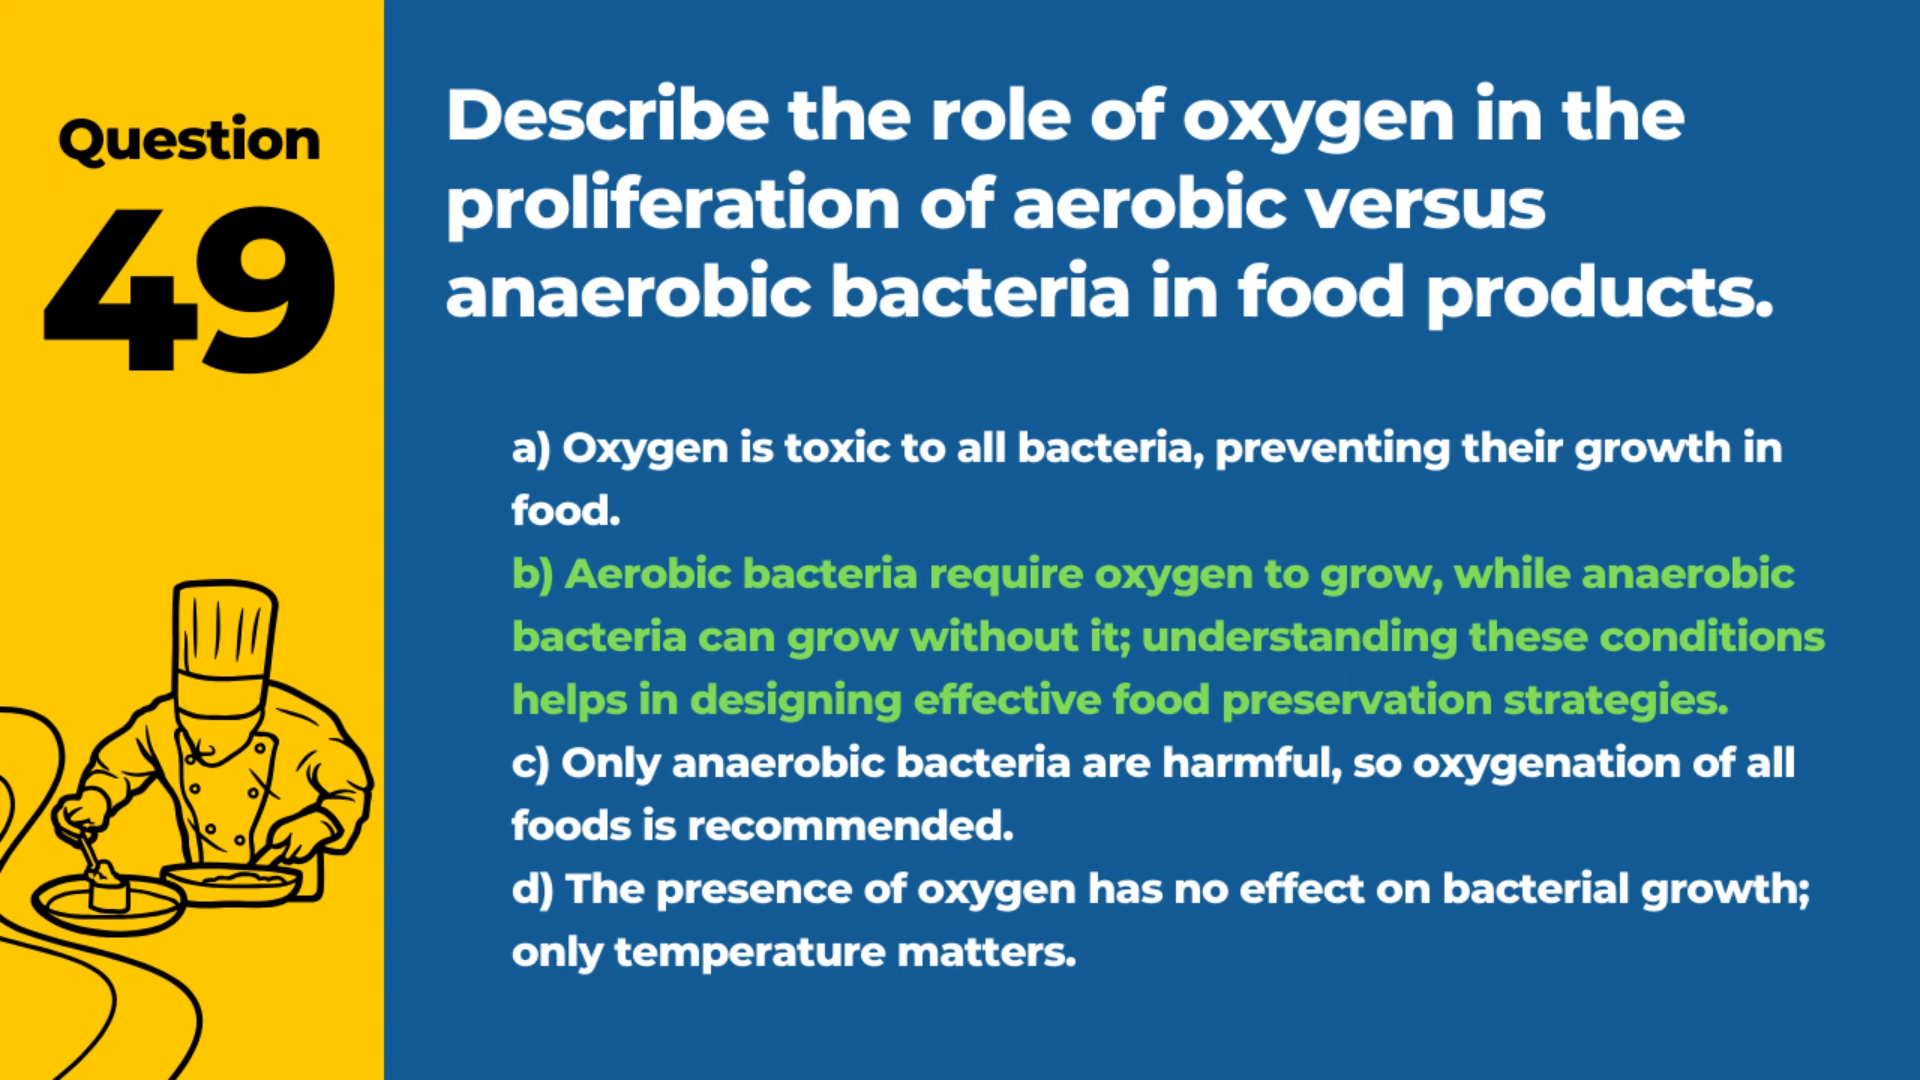 Question
49
Describe the role of oxygen in the
proliferation of aerobic versus
anaerobic bacteria in food products.
a) Oxygen is toxic to all bacteria, preventing their growth in
food.
b) Aerobic bacteria require oxygen to grow, while anaerobic
bacteria can grow without it; understanding these conditions
helps in designing effective food preservation strategies.
c) Only anaerobic bacteria are harmful, so oxygenation of all
foods is recommended.
d) The presence of oxygen has no effect on bacterial growth;
only temperature matters.